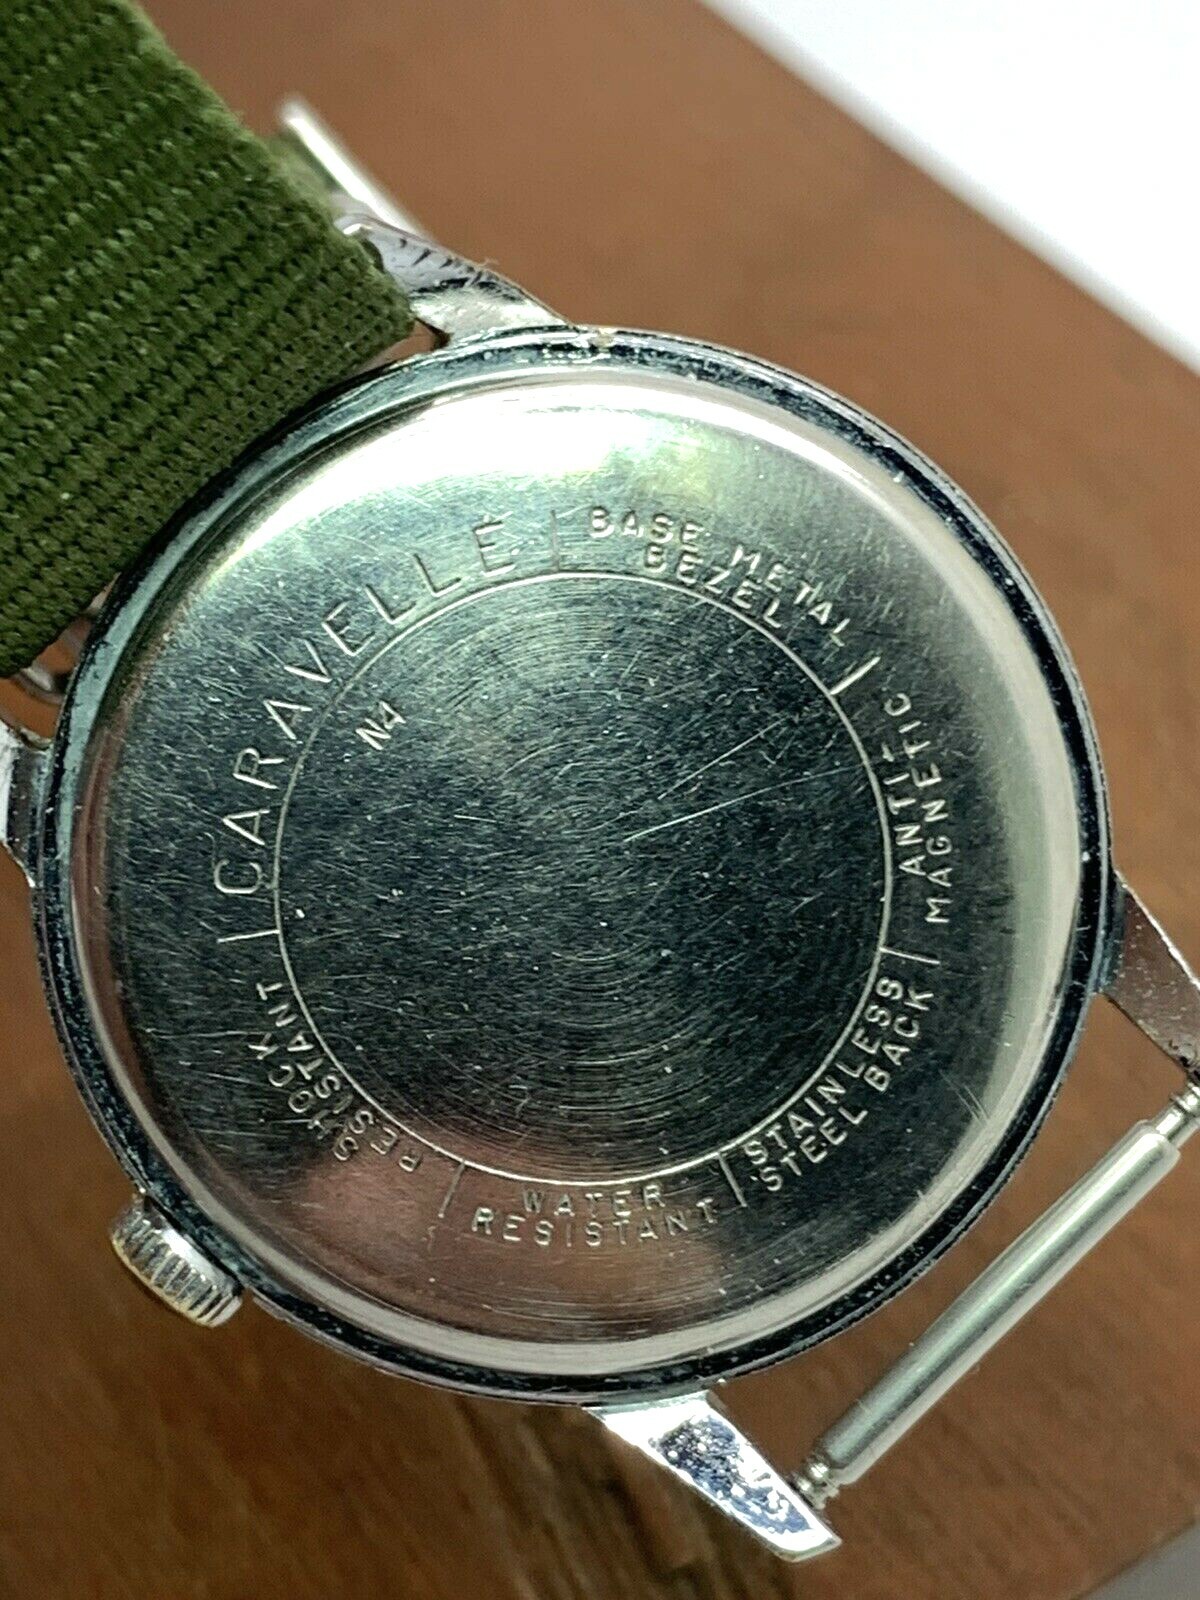 CARAVELLE
BASE METAL
BEZEL
ANTI-
MAGNETIC
STAINLESS
STEEL BACK
WATER
RESISTANT
SHOCK
RESISTANT
N4